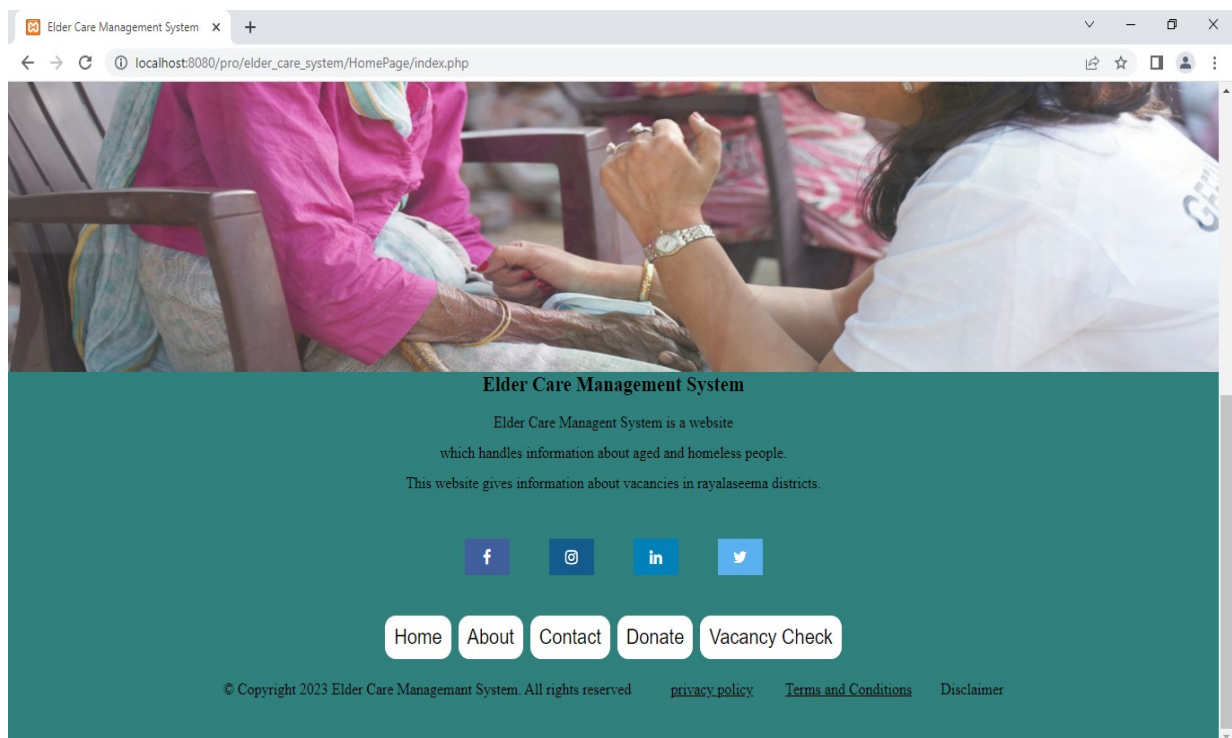 Elder Care Management System
localhost:8080/pro/elder_care_system/HomePage/index.php
Elder Care Management System
Elder Care Managent System is a website
which handles information about aged and homeless people.
This website gives information about vacancies in rayalaseema districts.
f in
Home About Contact Donate Vacancy Check
© Copyright 2023 Elder Care Managemant System. All rights reserved privacy policy Terms and Conditions Disclaimer